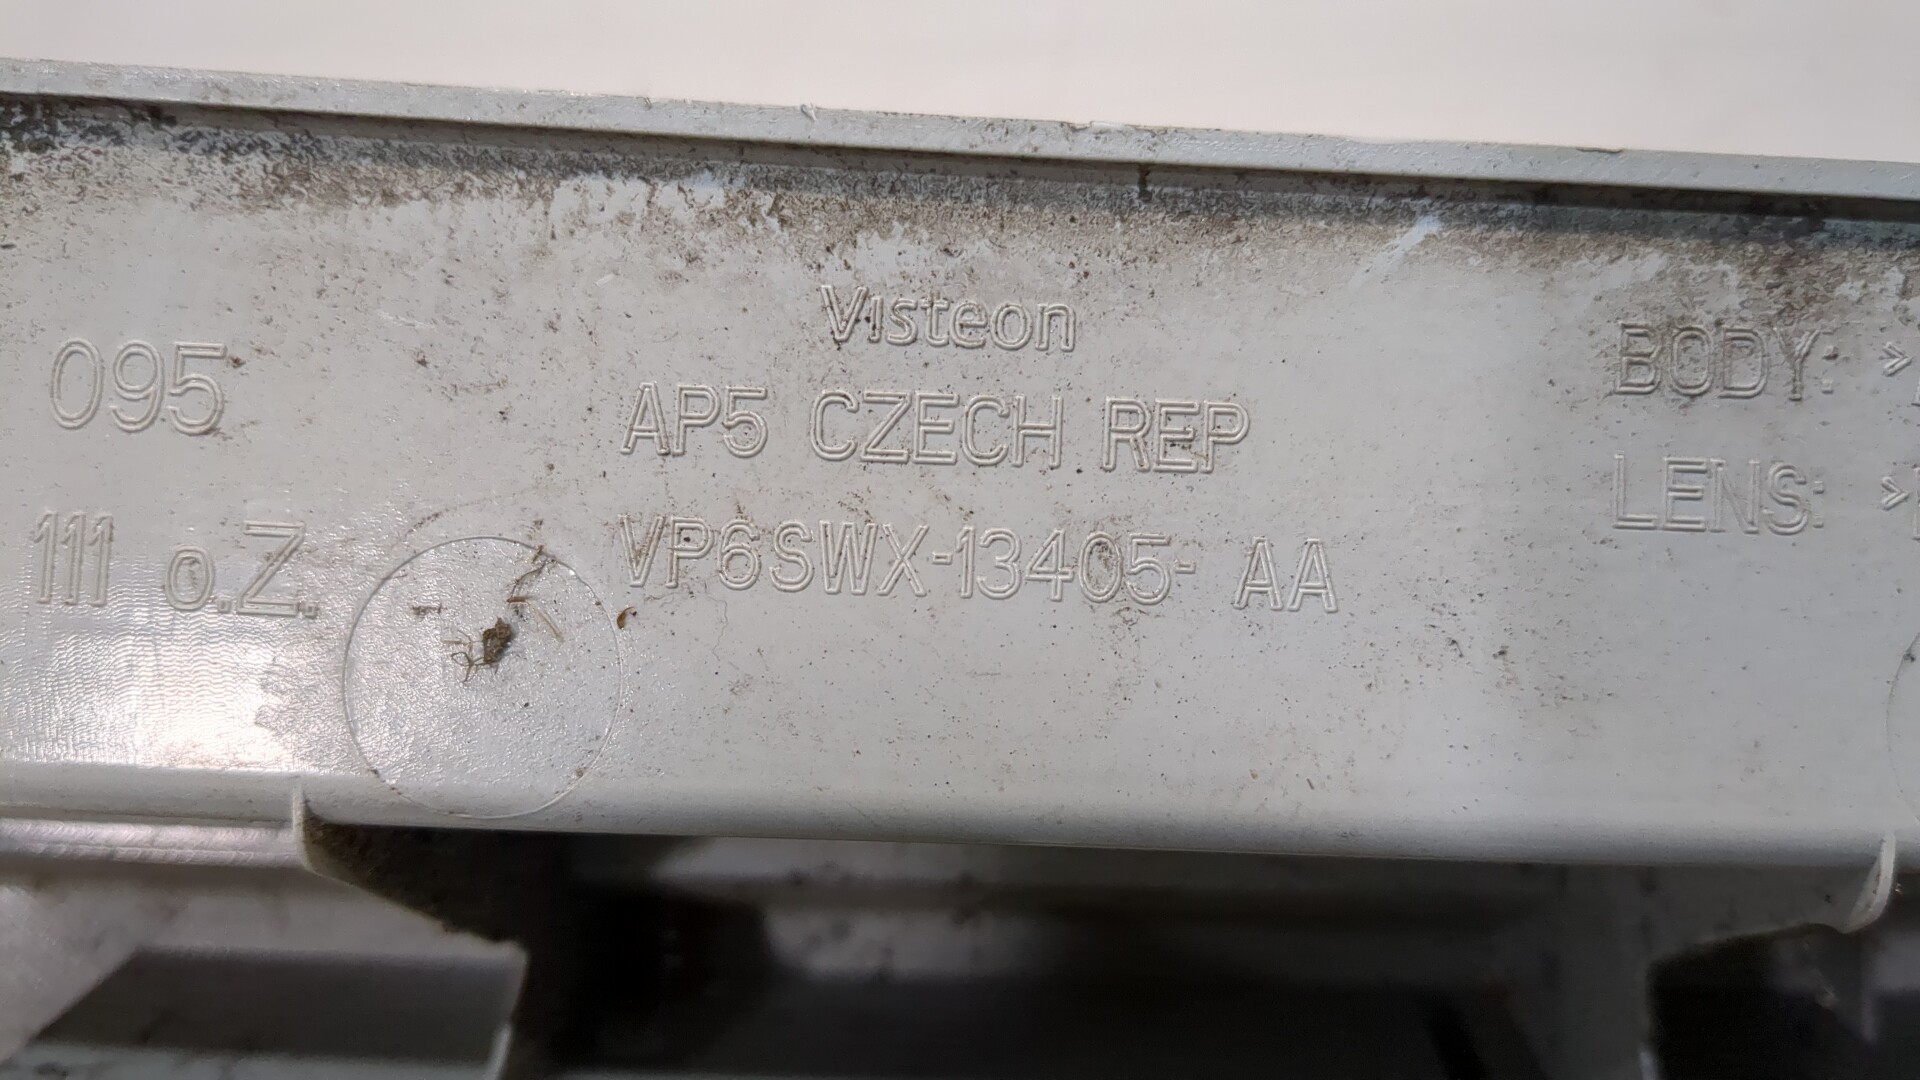 Visteon
095 AP5 CZECH REP BODY: >
111 o.Z. VP6SWX-13405- AA LENS: >